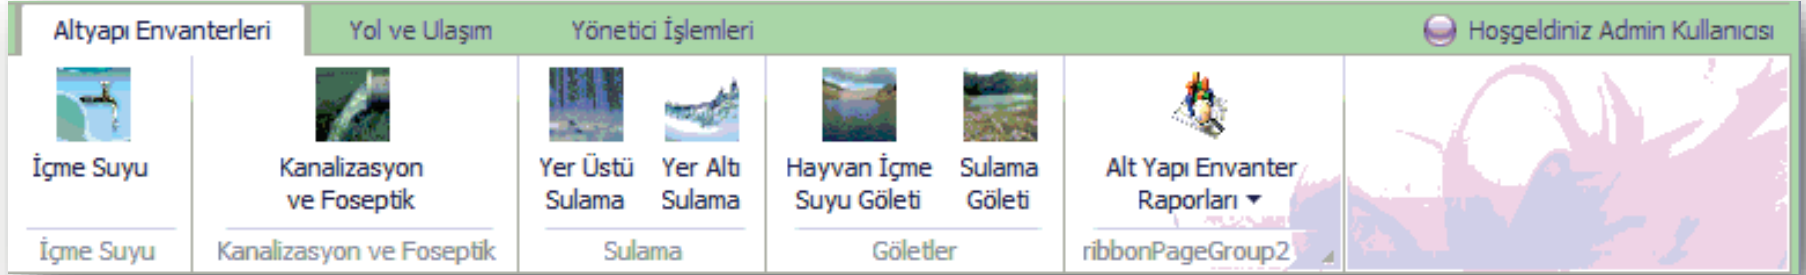 Altyapı Envanterleri Yol ve Ulaşım Yönetici İşlemleri Hoşgeldiniz Admin Kullanıcısı
İçme Suyu
Kanalizasyon
ve Foseptik
Yer Üstü
Sulama
Yer Altı
Sulama
Hayvan İçme
Suyu Göleti
Sulama
Göleti
Alt Yapı Envanter
Raporları
İçme Suyu Kanalizasyon ve Foseptik Sulama Göletler ribbonPageGroup2